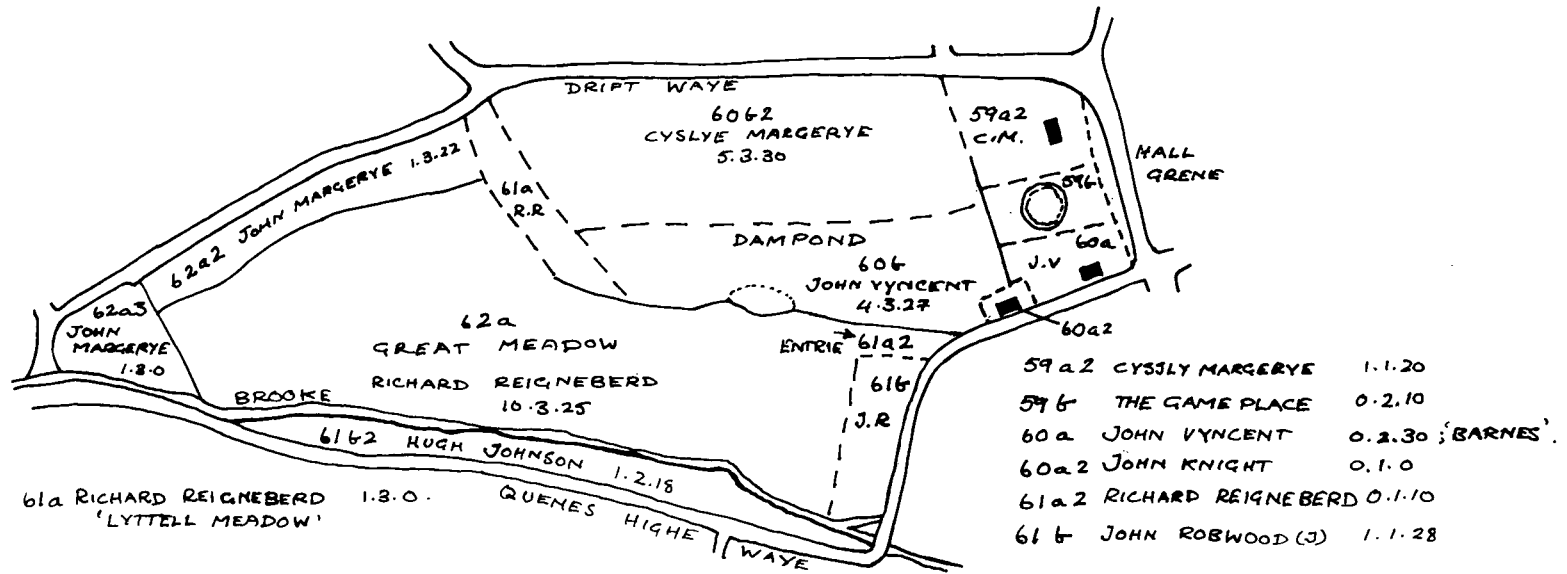 DRIFT WAYE
60b2
CYSLYE MARGERYE
5.3.30
59a2
C.M.
HALL
GRENE
62a2 JOHN MARGERYE 1.3.22
61a
R.R
59b
DAMPOND
60a
J.V
60b
JOHN VYNCENT
4.3.27
62a3
JOHN
MARGERYE
1.3.0
62a
GREAT MEADOW
RICHARD REIGNEBERD
10.3.25
ENTRIE
61a2
60a2
61b
J.R
BROOKE
61b2 HUGH JOHNSON 1.2.18
QUENES HIGHE WAYE
61a RICHARD REIGNEBERD 1.3.0.
'LYTTELL MEADOW'
59a2 CYSSLY MARGERYE 1.1.20
59b THE GAME PLACE 0.2.10
60a JOHN VYNCENT 0.2.30 ; 'BARNES'.
60a2 JOHN KNIGHT 0.1.0
61a2 RICHARD REIGNEBERD 0.1.10
61b JOHN ROBWOOD (J) 1.1.28